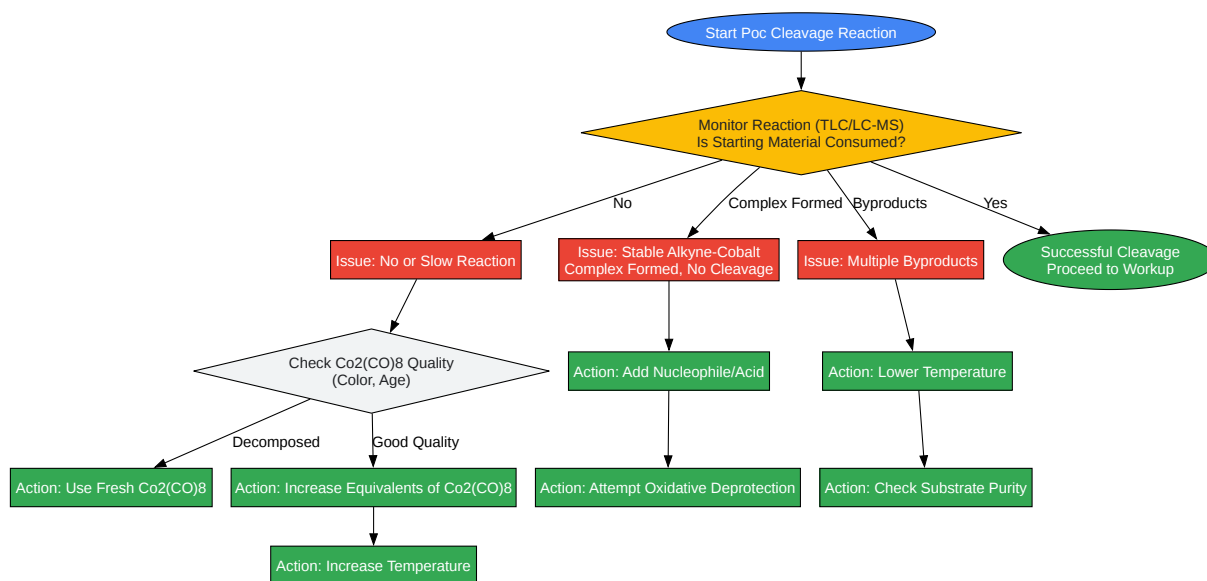 Start Poc Cleavage Reaction
Monitor Reaction (TLC/LC-MS)
Is Starting Material Consumed?
No
Complex Formed
Byproducts
Yes
Issue: No or Slow Reaction
Issue: Stable Alkyne-Cobalt
Complex Formed, No Cleavage
Issue: Multiple Byproducts
Successful Cleavage
Proceed to Workup
Check Co2(CO)8 Quality
(Color, Age)
Action: Add Nucleophile/Acid
Action: Lower Temperature
Decomposed
Good Quality
Action: Use Fresh Co2(CO)8
Action: Increase Equivalents of Co2(CO)8
Action: Attempt Oxidative Deprotection
Action: Check Substrate Purity
Action: Increase Temperature